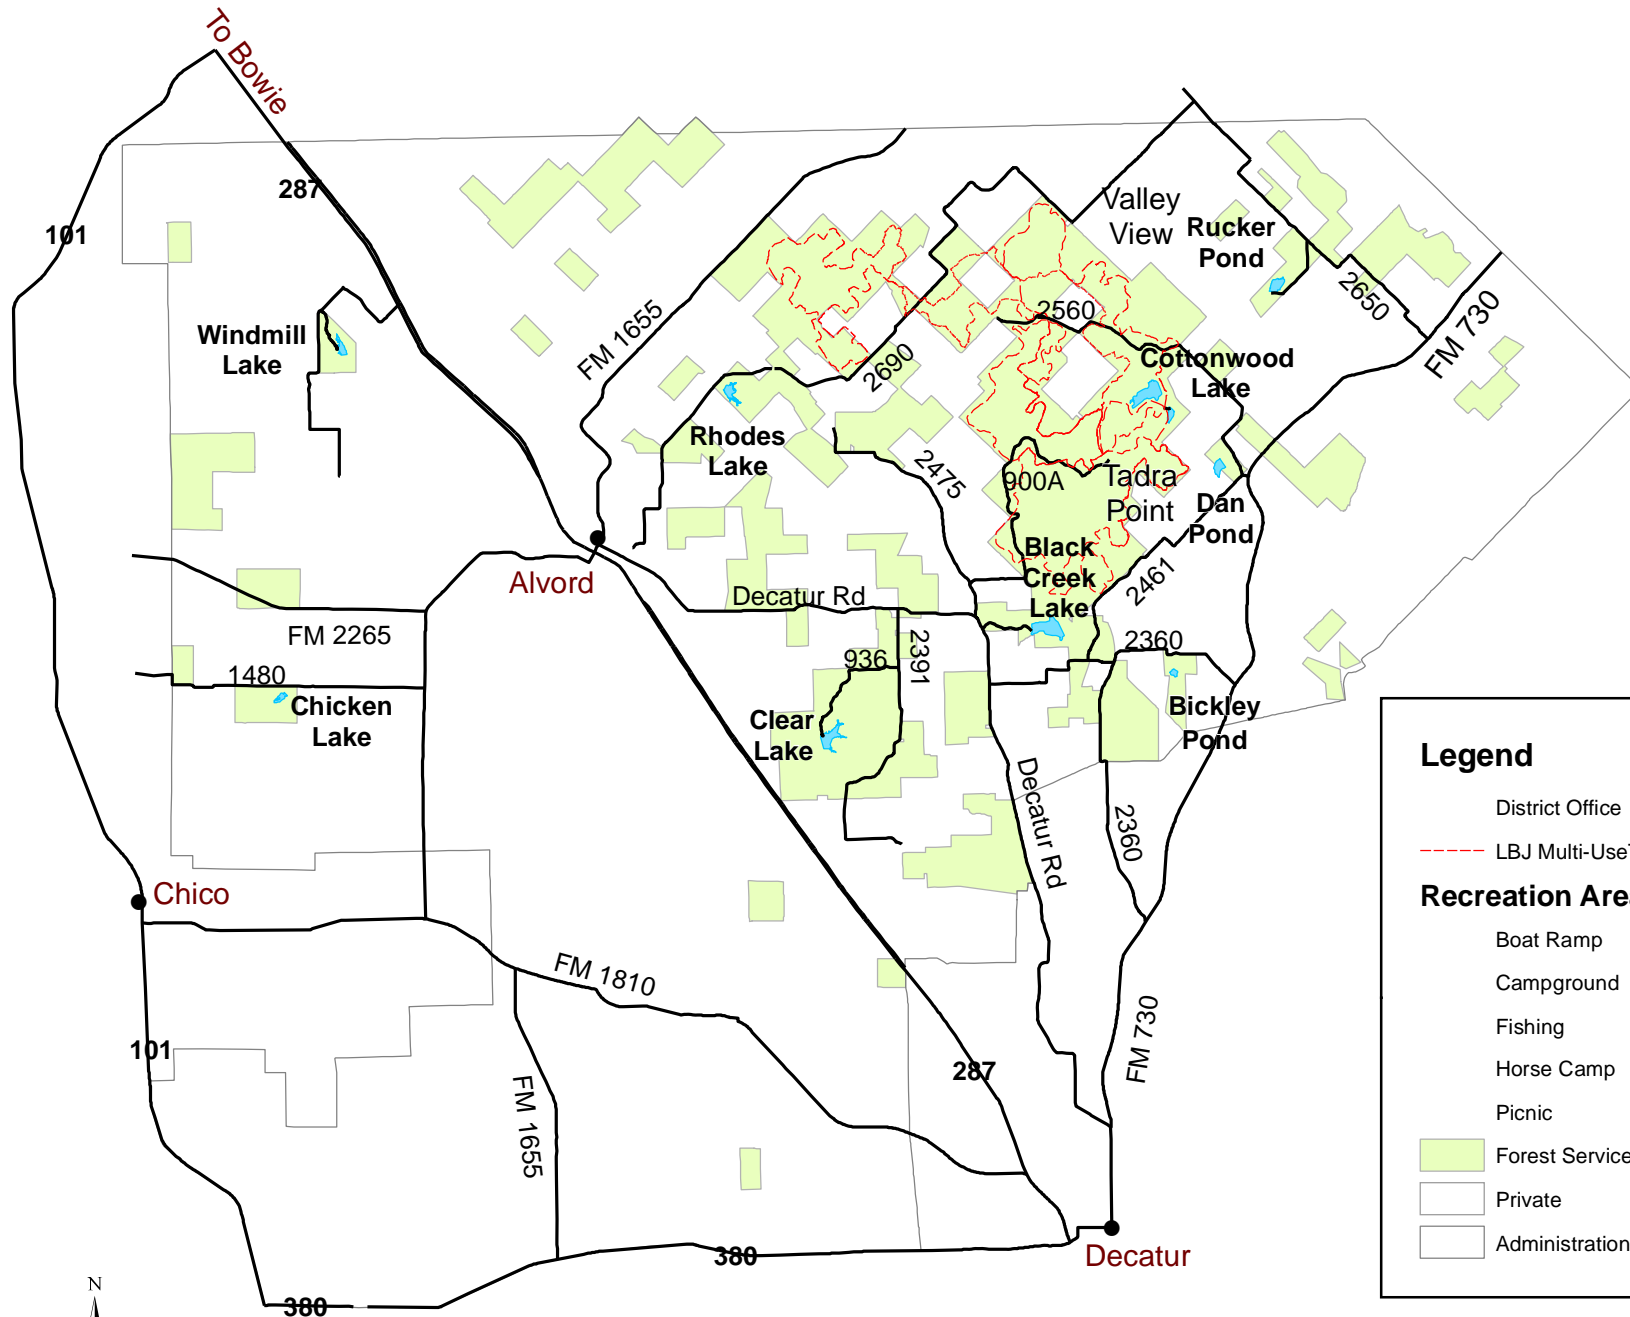 To Bowie
287
101
Valley
View
Rucker
Pond
2650
FM 730
FM 1655
2560
Windmill
Lake
2690
Cottonwood
Lake
Rhodes
Lake
2475
900A
Tadra
Point
Dan
Pond
Black
Creek
Lake
2461
Alvord
Decatur Rd
FM 2265
2391
2360
936
1480
Chicken
Lake
Clear
Lake
Bickley
Pond
Decatur Rd
2360
Chico
FM 1810
101
FM 1655
287
FM 730
380
Decatur
380
N
Legend
District Office
LBJ Multi-Use
Recreation Are
Boat Ramp
Campground
Fishing
Horse Camp
Picnic
Forest Service
Private
Administration